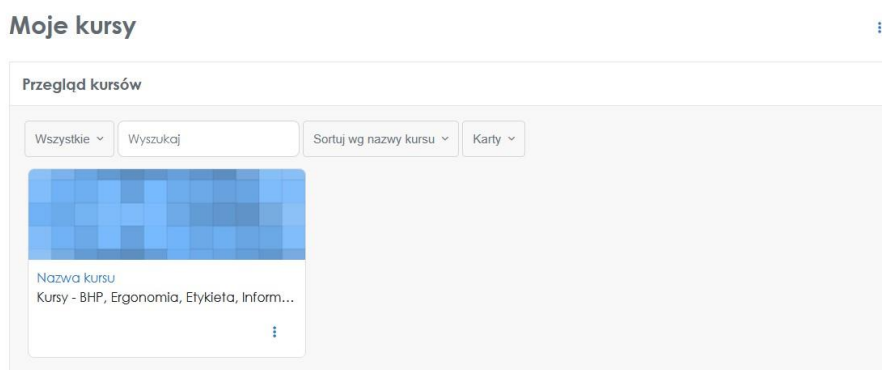 Moje kursy
Przegląd kursów
Wszystkie Wyszukaj Sortuj wg nazwy kursu Karty
Nazwa kursu
Kursy - BHP, Ergonomia, Etykieta, Inform...